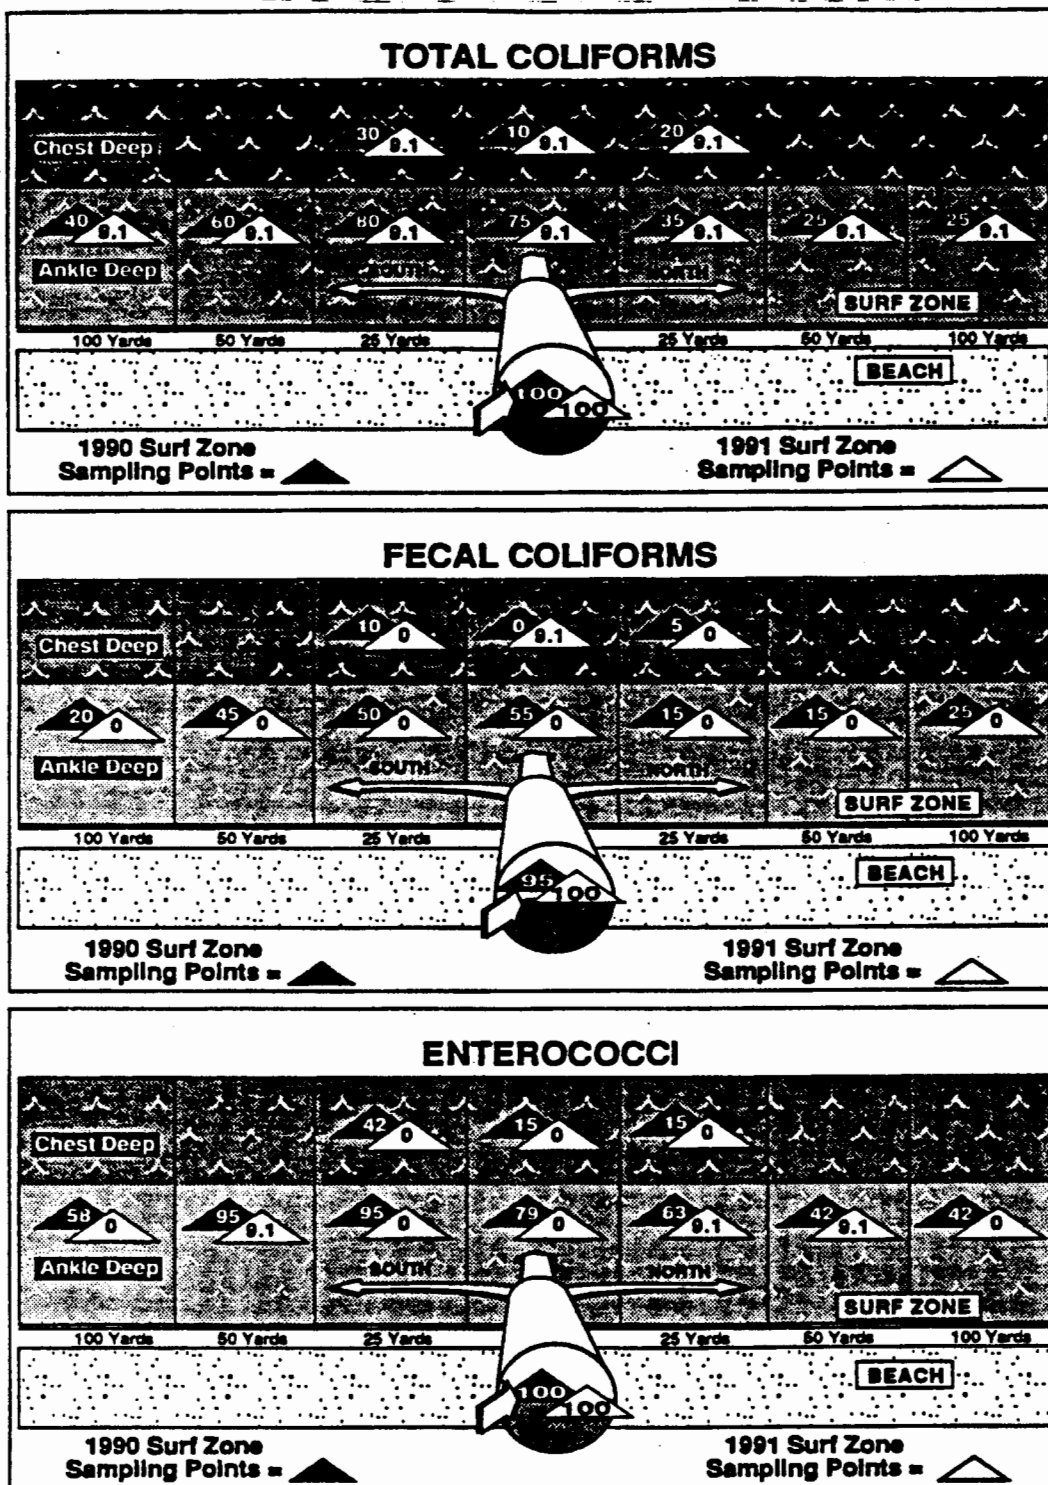 TOTAL COLIFORMS
Chest Deep
30 9.1 10 9.1 20 9.1
40 9.1 60 9.1 80 9.1 75 9.1 35 9.1 25 9.1 25 9.1
Ankle Deep
SOUTH NORTH
SURF ZONE
100 Yards 50 Yards 25 Yards 25 Yards 50 Yards 100 Yards
BEACH
100 100
1990 Surf Zone
Sampling Points =
1991 Surf Zone
Sampling Points =
FECAL COLIFORMS
Chest Deep
10 0 0 9.1 5 0
20 0 45 0 50 0 55 0 15 0 15 0 25 0
Ankle Deep
SOUTH NORTH
SURF ZONE
100 Yards 50 Yards 25 Yards 25 Yards 50 Yards 100 Yards
BEACH
95 100
1990 Surf Zone
Sampling Points =
1991 Surf Zone
Sampling Points =
ENTEROCOCCI
Chest Deep
42 0 15 0 15 0
58 0 95 9.1 95 0 79 0 63 9.1 42 9.1 42 0
Ankle Deep
SOUTH NORTH
SURF ZONE
100 Yards 50 Yards 25 Yards 25 Yards 50 Yards 100 Yards
BEACH
100 100
1990 Surf Zone
Sampling Points =
1991 Surf Zone
Sampling Points =